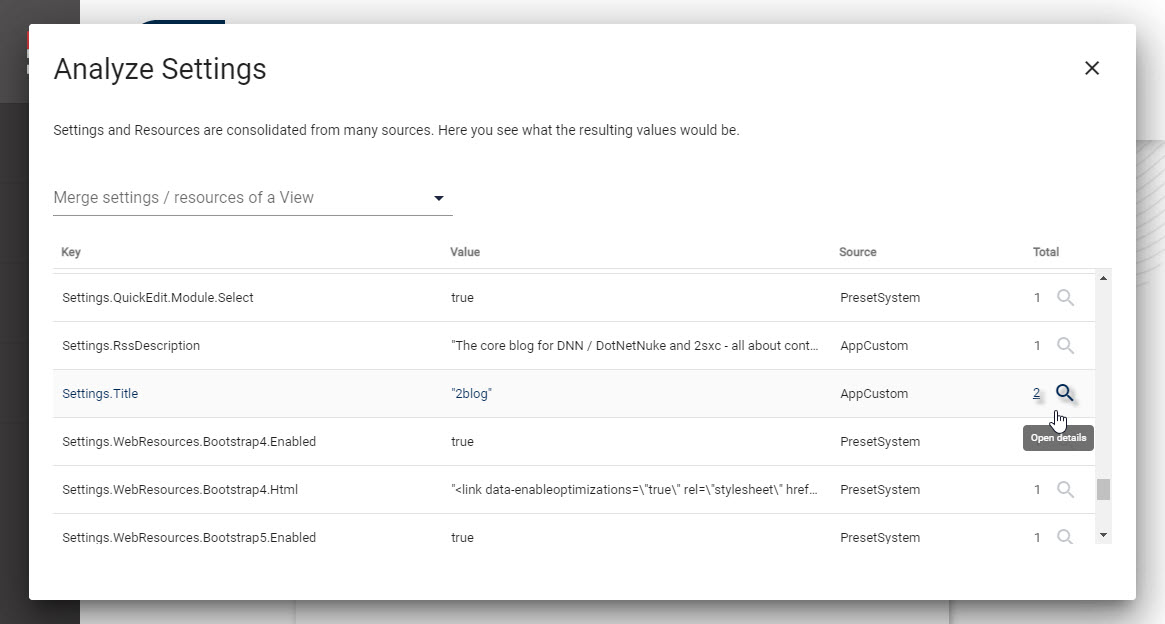 Analyze Settings
Settings and Resources are consolidated from many sources. Here you see what the resulting values would be.
Merge settings / resources of a View
Key Value Source Total
Settings.QuickEdit.Module.Select true PresetSystem 1
Settings.RssDescription "The core blog for DNN / DotNetNuke and 2sxc - all about cont... AppCustom 1
Settings.Title "2blog" AppCustom 2
Settings.WebResources.Bootstrap4.Enabled true PresetSystem
Open details
Settings.WebResources.Bootstrap4.Html "<link data-enableoptimizations=\"true\" rel=\"stylesheet\" href... PresetSystem 1
Settings.WebResources.Bootstrap5.Enabled true PresetSystem 1